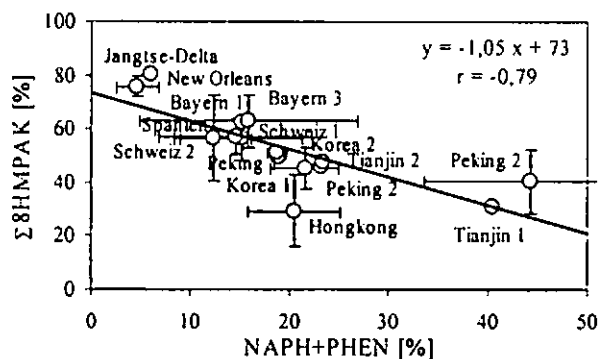 100
80
60
40
20
0
Σ8HMPAK [%]
y = -1,05 x + 73
r = -0,79
Jangtse-Delta
New Orleans
Bayern 1
Bayern 3
Spanien
Schweiz 1
Schweiz 2
Korea 2
Peking
Tianjin 2
Peking 2
Korea 1
Peking 2
Hongkong
Tianjin 1
0 10 20 30 40 50
NAPH+PHEN [%]